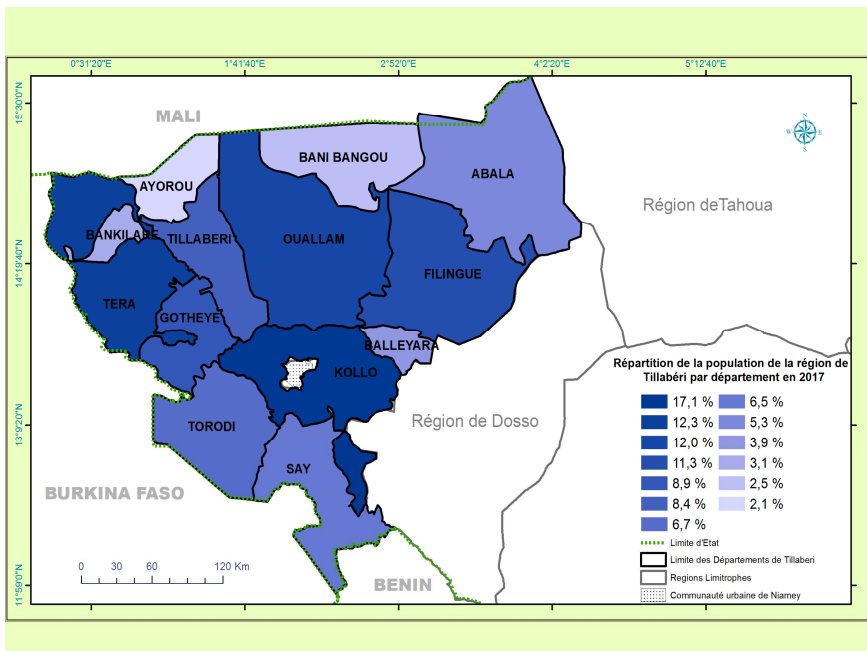 0°31'20"E 1°41'40"E 2°52'0"E 4°2'20"E 5°12'40"E
15°30'0"N
14°19'40"N
13°9'20"N
11°59'0"N
MALI
N
W E
S
BANI BANGOU
ABALA
AYOROU
Région deTahoua
BANKILARE
TILLABERI
OUALLAM
FILINGUE
TERA
GOTHEYE
BALLEYARA
KOLLO
Région de Dosso
TORODI
SAY
BURKINA FASO
BENIN
Répartition de la population de la région de
Tillabéri par département en 2017
17,1 % 6,5 %
12,3 % 5,3 %
12,0 % 3,9 %
11,3 % 3,1 %
8,9 % 2,5 %
8,4 % 2,1 %
6,7 %
Limite d'Etat
Limite des Départements de Tillaberi
Regions Limitrophes
Communauté urbaine de Niamey
0 30 60 120 Km